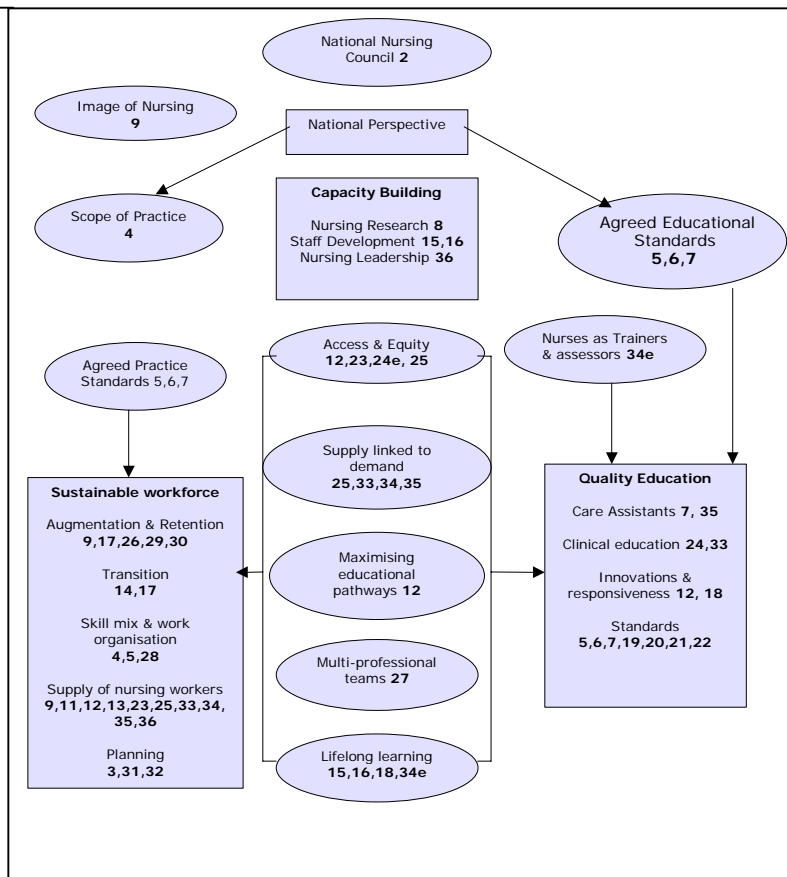 National Nursing
Council 2
Image of Nursing
9
National Perspective
Scope of Practice
4
Capacity Building
Nursing Research 8
Staff Development 15,16
Nursing Leadership 36
Agreed Educational
Standards
5,6,7
Agreed Practice
Standards 5,6,7
Access & Equity
12,23,24e, 25
Nurses as Trainers
& assessors 34e
Supply linked to
demand
25,33,34,35
Maximising
educational
pathways 12
Multi-professional
teams 27
Lifelong learning
15,16,18,34e
Sustainable workforce
Augmentation & Retention
9,17,26,29,30
Transition
14,17
Skill mix & work
organisation
4,5,28
Supply of nursing workers
9,11,12,13,23,25,33,34,
35,36
Planning
3,31,32
Quality Education
Care Assistants 7, 35
Clinical education 24,33
Innovations &
responsiveness 12, 18
Standards
5,6,7,19,20,21,22